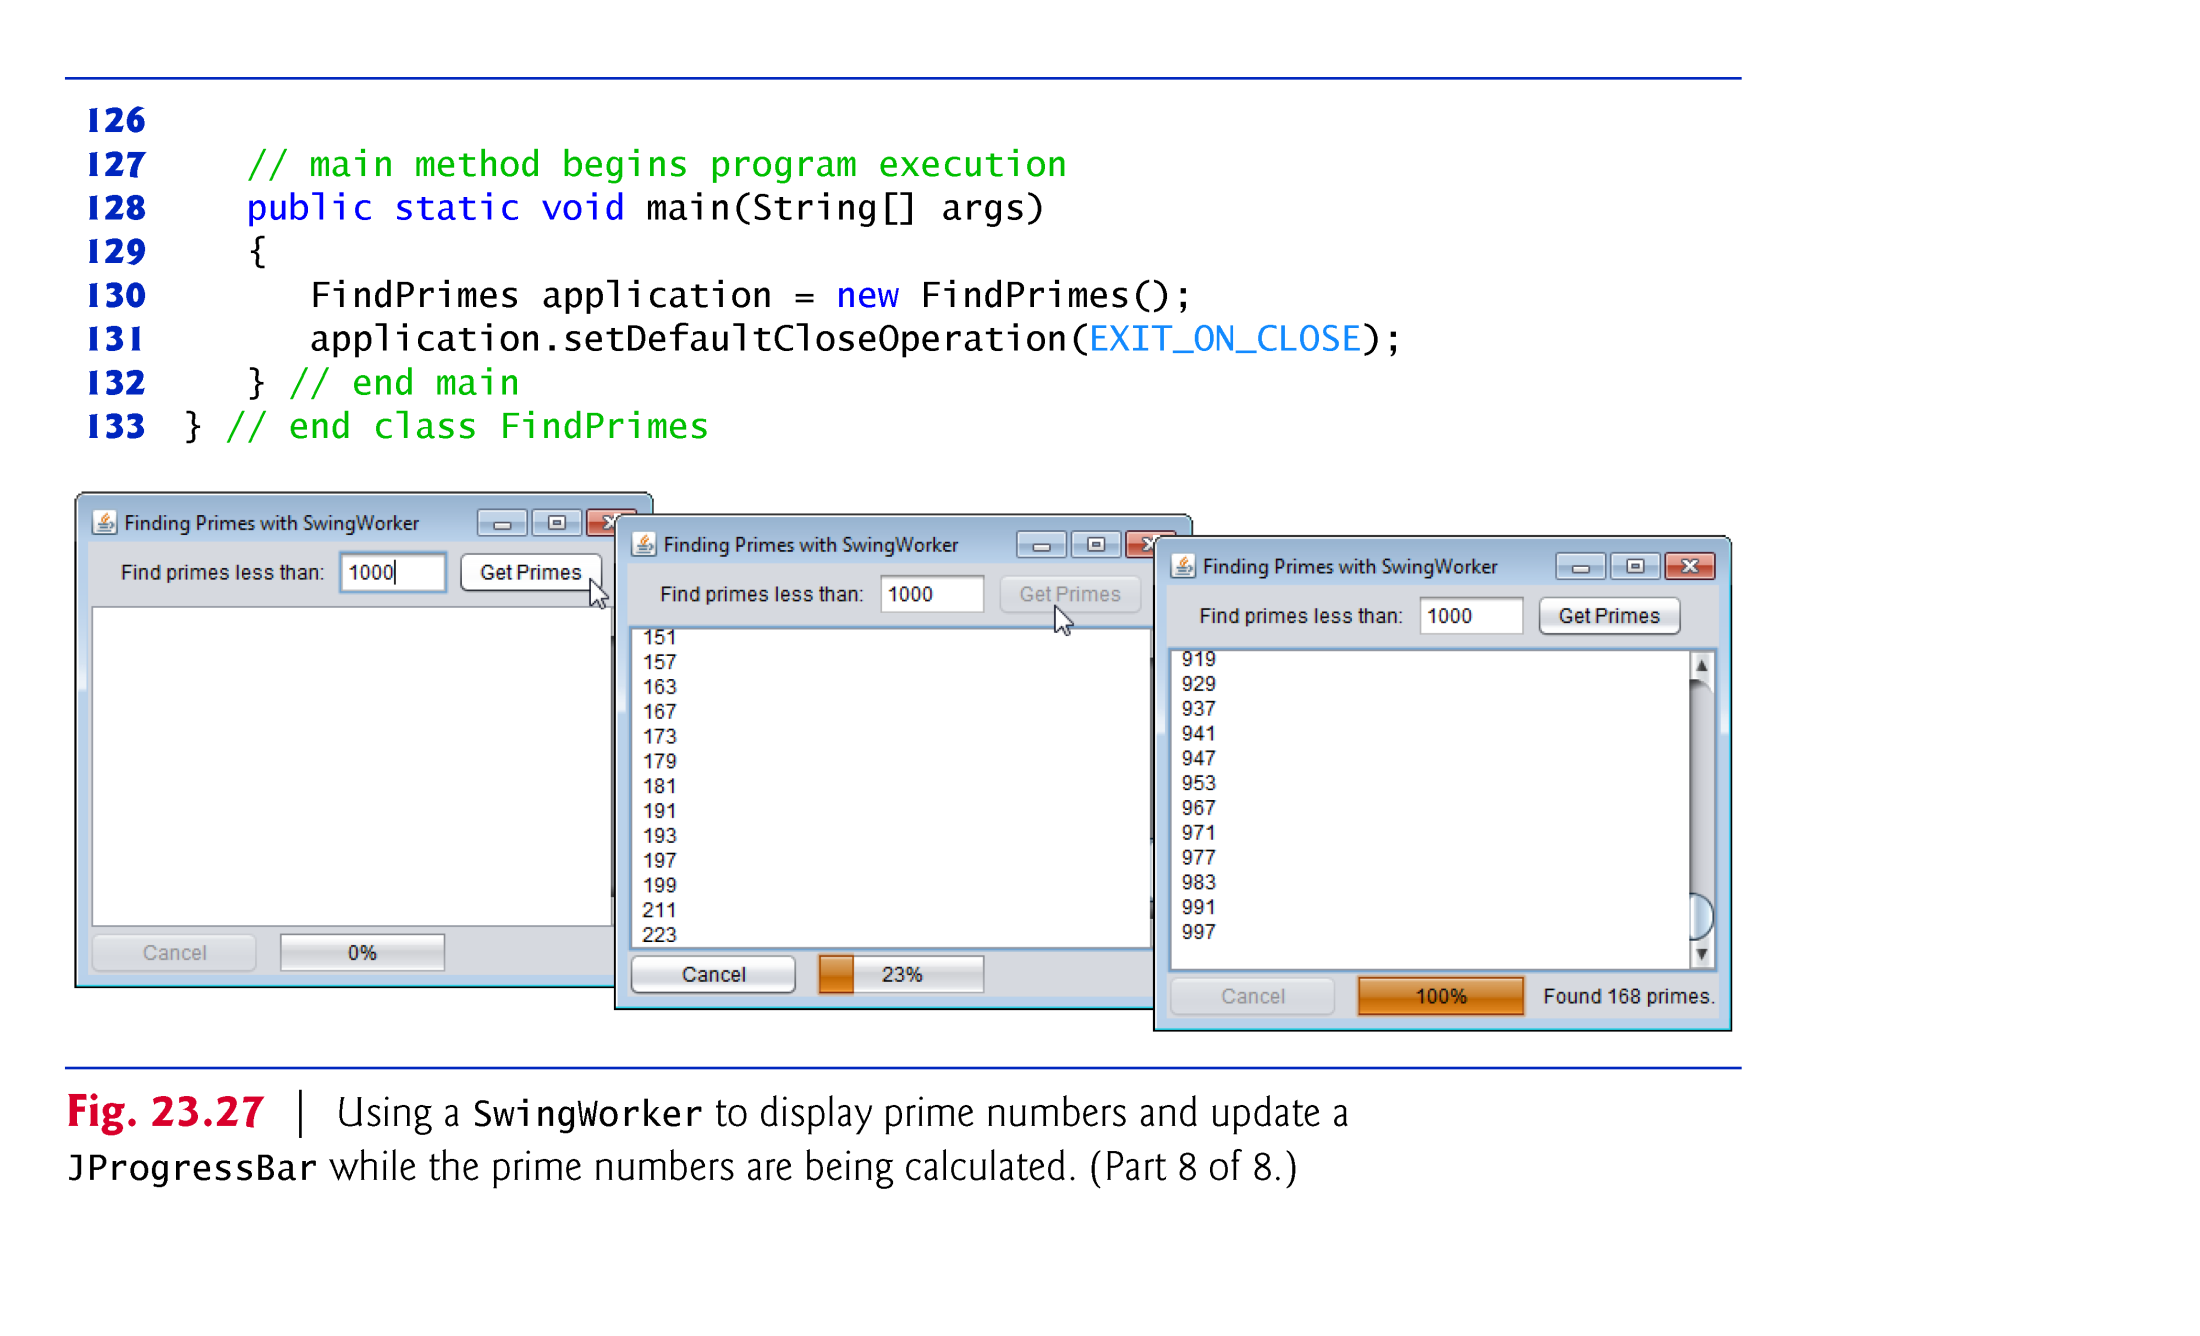 126
127 // main method begins program execution
128 public static void main(String[] args)
129 {
130 FindPrimes application = new FindPrimes();
131 application.setDefaultCloseOperation(EXIT_ON_CLOSE);
132 } // end main
133 } // end class FindPrimes
Finding Primes with SwingWorker
Find primes less than: 1000 Get Primes
Cancel 0%
Finding Primes with SwingWorker
Find primes less than: 1000 Get Primes
151
157
163
167
173
179
181
191
193
197
199
211
223
Cancel 23%
Finding Primes with SwingWorker
Find primes less than: 1000 Get Primes
919
929
937
941
947
953
967
971
977
983
991
997
Cancel 100% Found 168 primes.
Fig. 23.27 | Using a SwingWorker to display prime numbers and update a
JProgressBar while the prime numbers are being calculated. (Part 8 of 8.)